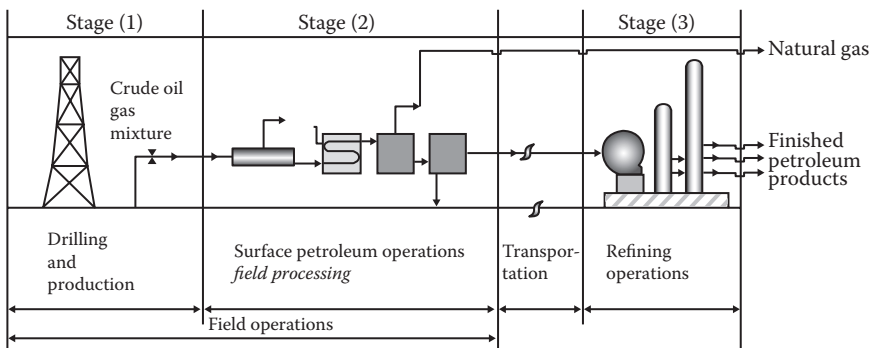 Stage (1)
Stage (2)
Stage (3)
Natural gas
Crude oil
gas
mixture
Finished
petroleum
products
Drilling
and
production
Surface petroleum operations
field processing
Transpor-
tation
Refining
operations
Field operations